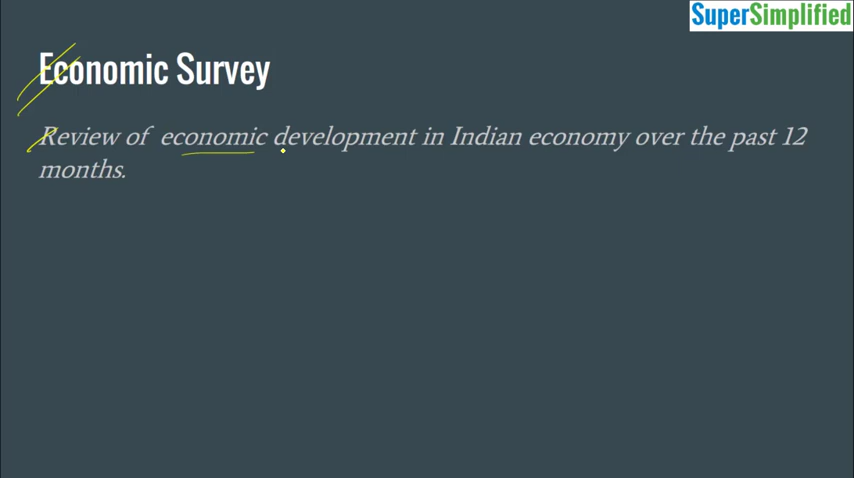 SuperSimplified
Economic Survey
Review of economic development in Indian economy over the past 12
months.